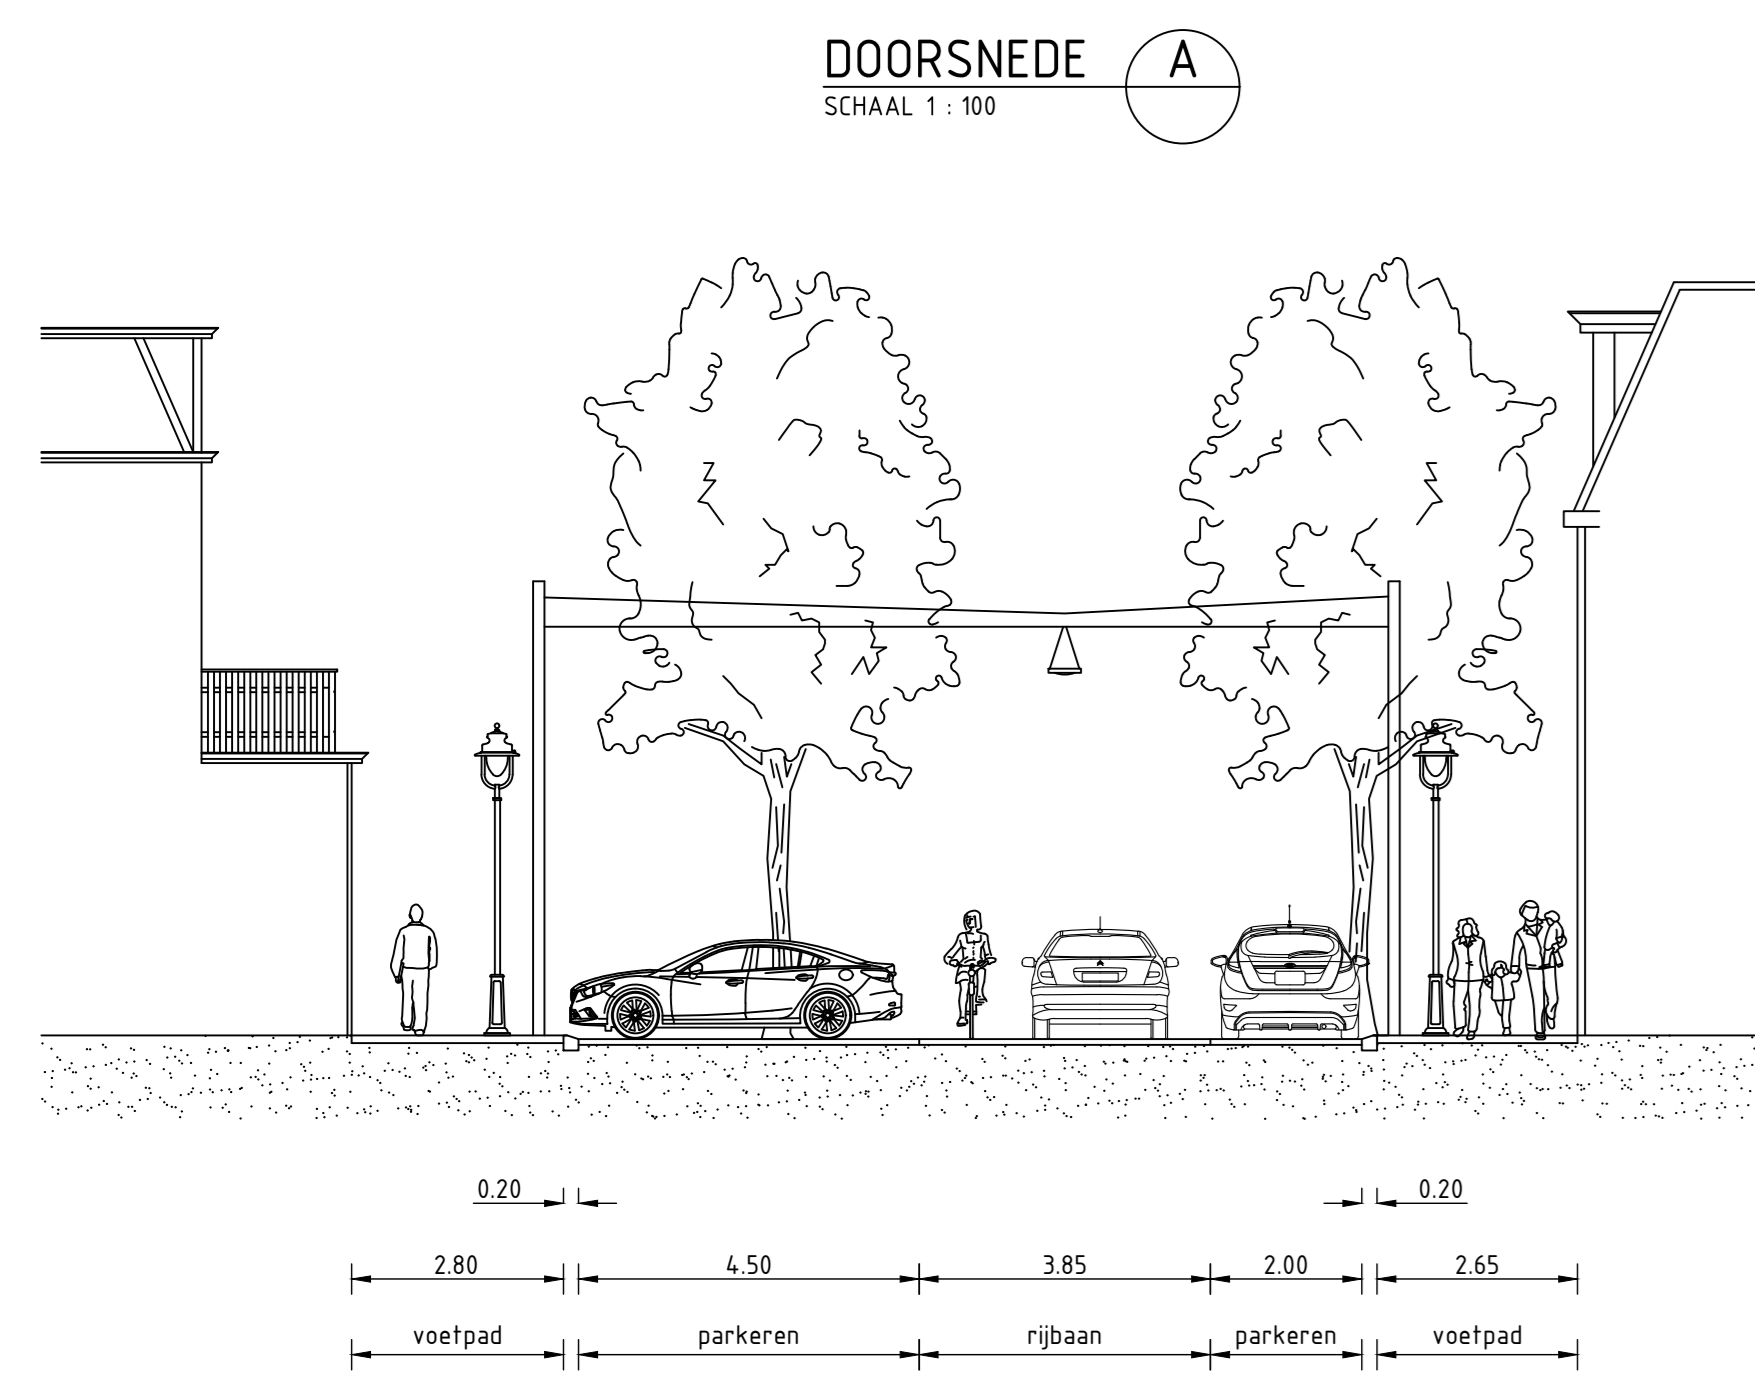 DOORSNEDE A
SCHAAL 1 : 100
0.20 0.20
2.80 4.50 3.85 2.00 2.65
voetpad parkeren rijbaan parkeren voetpad